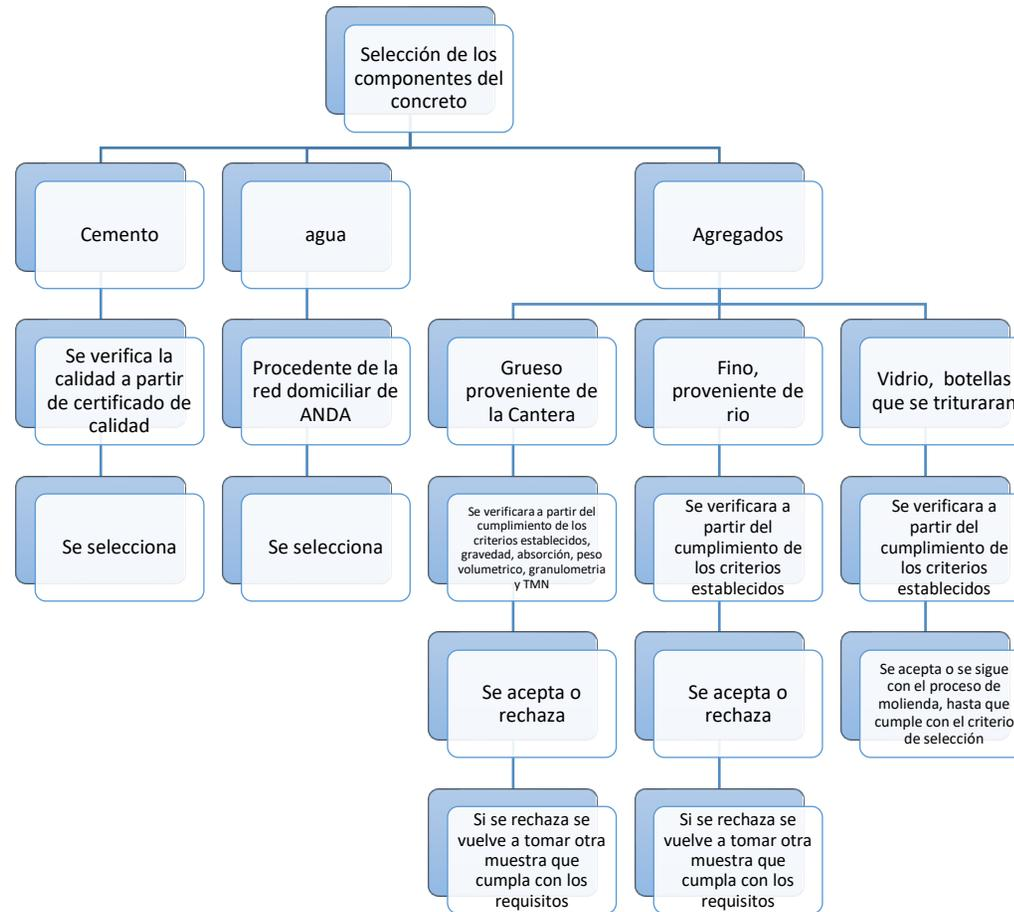 Selección de los
componentes del
concreto
Cemento
agua
Agregados
Se verifica la
calidad a partir
de certificado de
calidad
Procedente de la
red domiciliar de
ANDA
Grueso
proveniente de
la Cantera
Fino,
proveniente de
rio
Vidrio, botellas
que se trituraran
Se selecciona
Se selecciona
Se verificara a partir del
cumplimiento de los
criterios establecidos,
gravedad, absorción, peso
volumetrico, granulometria
y TMN
Se verificara a
partir del
cumplimiento de
los criterios
establecidos
Se verificara a
partir del
cumplimiento de
los criterios
establecidos
Se acepta o
rechaza
Se acepta o
rechaza
Se acepta o se sigue
con el proceso de
molienda, hasta que
cumple con el criterio
de selección
Si se rechaza se
vuelve a tomar otra
muestra que
cumpla con los
requisitos
Si se rechaza se
vuelve a tomar otra
muestra que
cumpla con los
requisitos